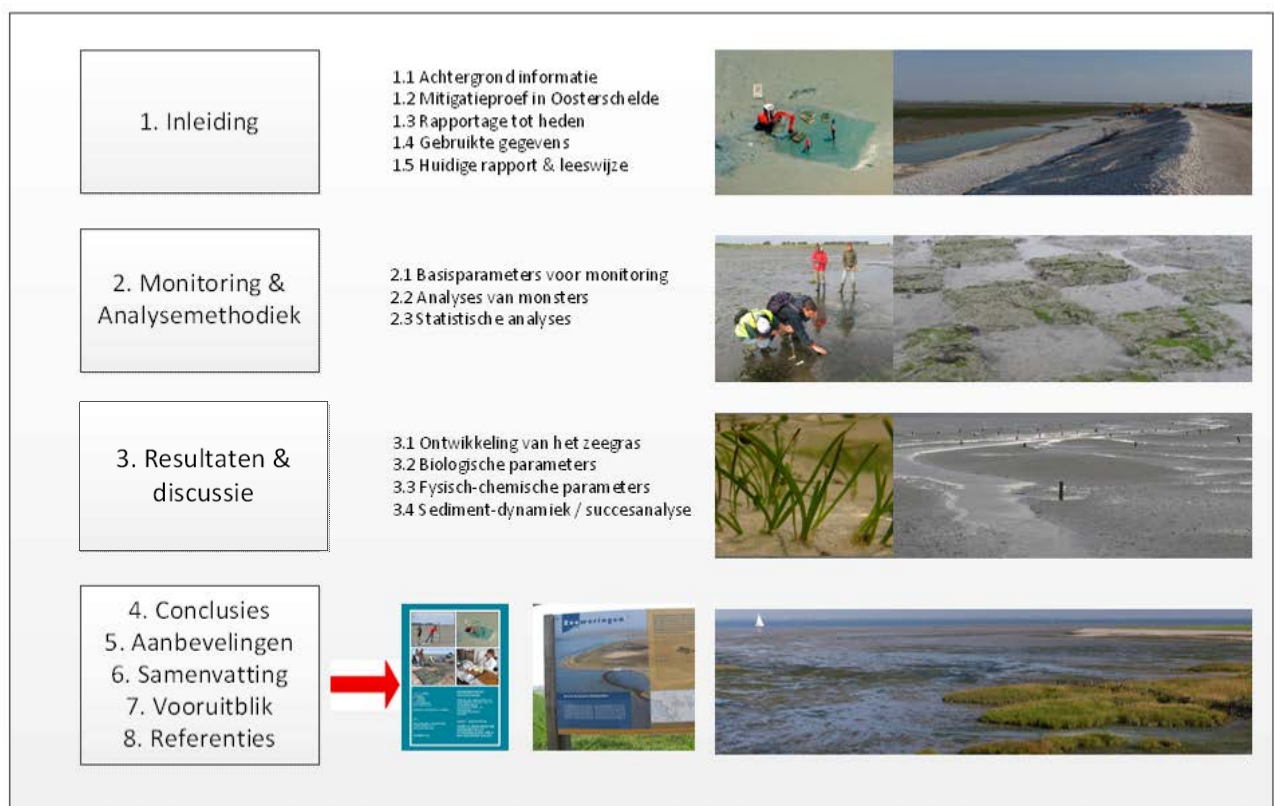 1. Inleiding
1.1 Achtergrond informatie
1.2 Mitigatieproef in Oosterschelde
1.3 Rapportage tot heden
1.4 Gebruikte gegevens
1.5 Huidige rapport & leeswijze
2. Monitoring &
Analysemethodiek
2.1 Basisparameters voor monitoring
2.2 Analyses van monsters
2.3 Statistische analyses
3. Resultaten &
discussie
3.1 Ontwikkeling van het zeegras
3.2 Biologische parameters
3.3 Fysisch-chemische parameters
3.4 Sediment-dynamiek / succesanalyse
4. Conclusies
5. Aanbevelingen
6. Samenvatting
7. Vooruitblik
8. Referenties
Zeeweringen